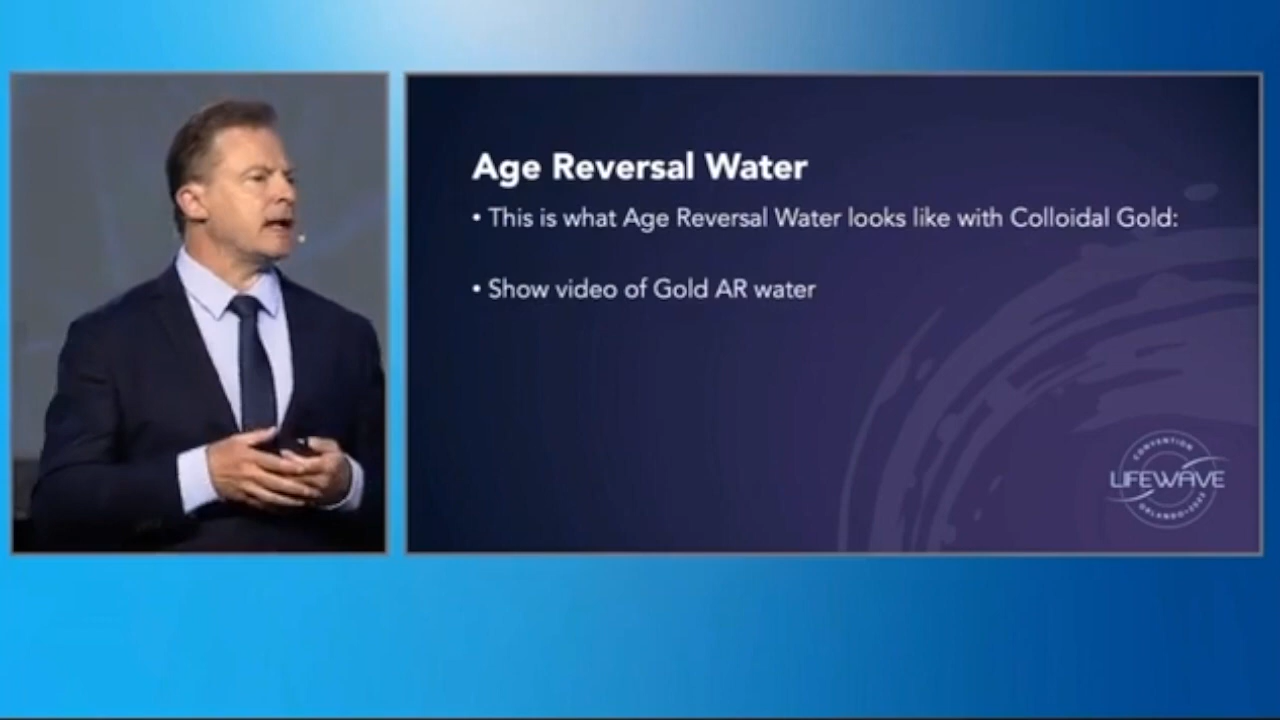 Age Reversal Water
• This is what Age Reversal Water looks like with Colloidal Gold:
• Show video of Gold AR water
CONVENTION
LIFEWAVE